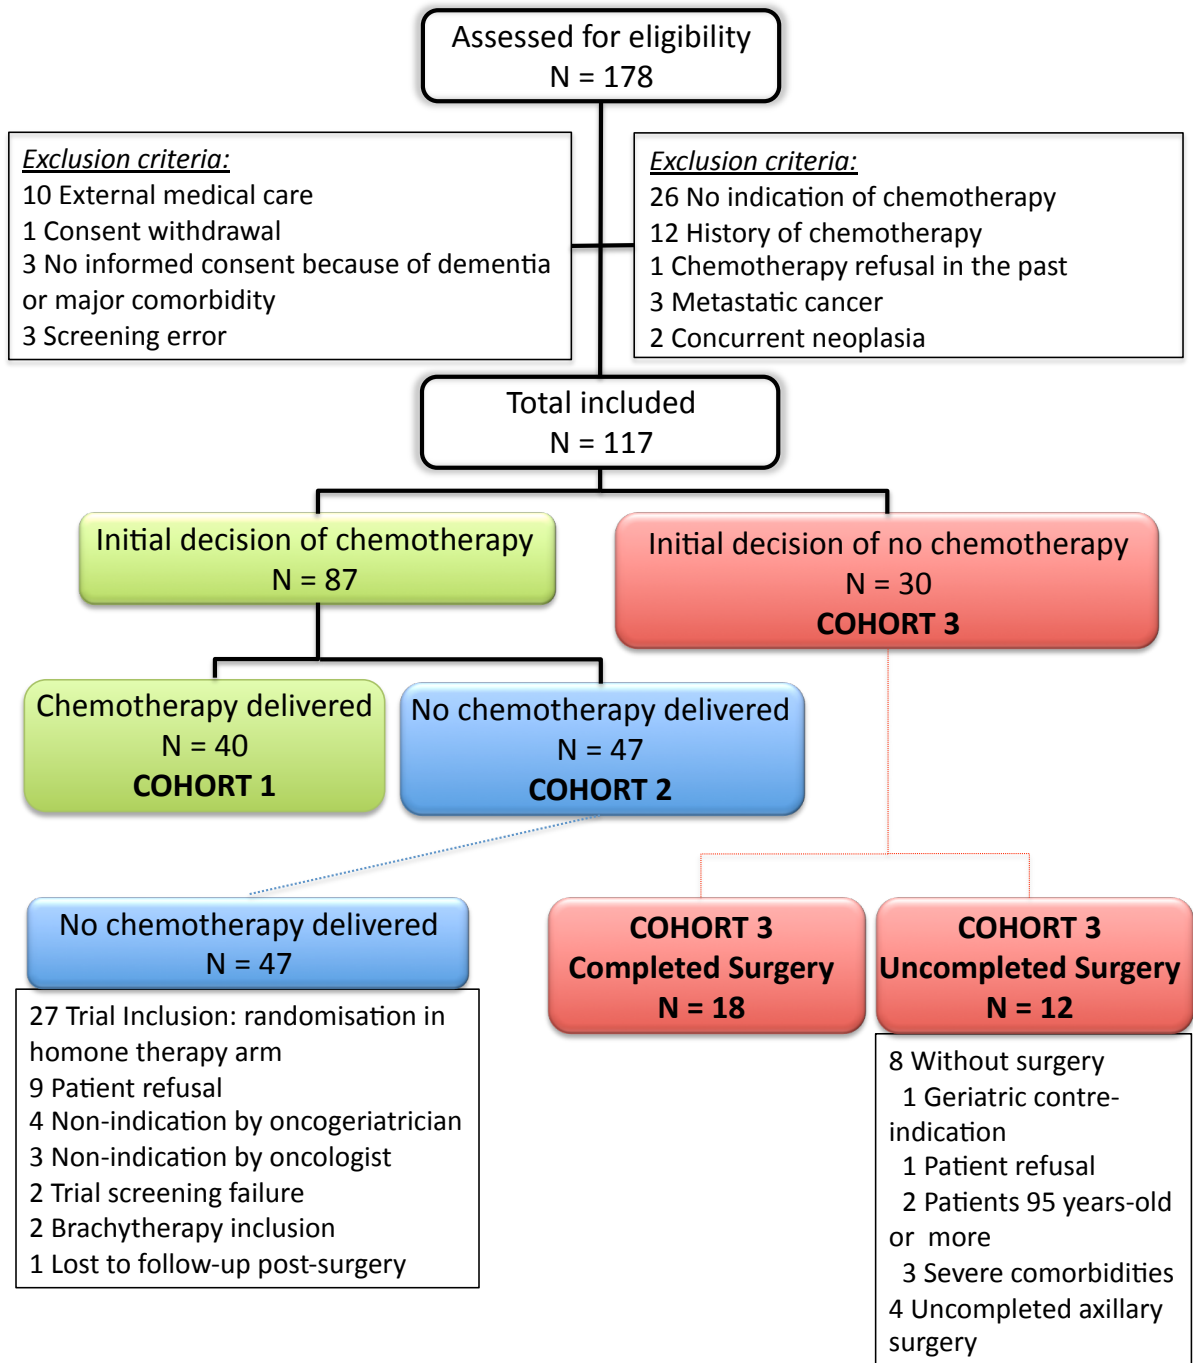 Assessed for eligibility
N = 178
Exclusion criteria:
10 External medical care
1 Consent withdrawal
3 No informed consent because of dementia
or major comorbidity
3 Screening error
Exclusion criteria:
26 No indication of chemotherapy
12 History of chemotherapy
1 Chemotherapy refusal in the past
3 Metastatic cancer
2 Concurrent neoplasia
Total included
N = 117
Initial decision of chemotherapy
N = 87
Initial decision of no chemotherapy
N = 30
COHORT 3
Chemotherapy delivered
N = 40
COHORT 1
No chemotherapy delivered
N = 47
COHORT 2
No chemotherapy delivered
N = 47
27 Trial Inclusion: randomisation in
homone therapy arm
9 Patient refusal
4 Non-indication by oncogeriatrician
3 Non-indication by oncologist
2 Trial screening failure
2 Brachytherapy inclusion
1 Lost to follow-up post-surgery
COHORT 3
Completed Surgery
N = 18
COHORT 3
Uncompleted Surgery
N = 12
8 Without surgery
1 Geriatric contre-
indication
1 Patient refusal
2 Patients 95 years-old
or more
3 Severe comorbidities
4 Uncompleted axillary
surgery